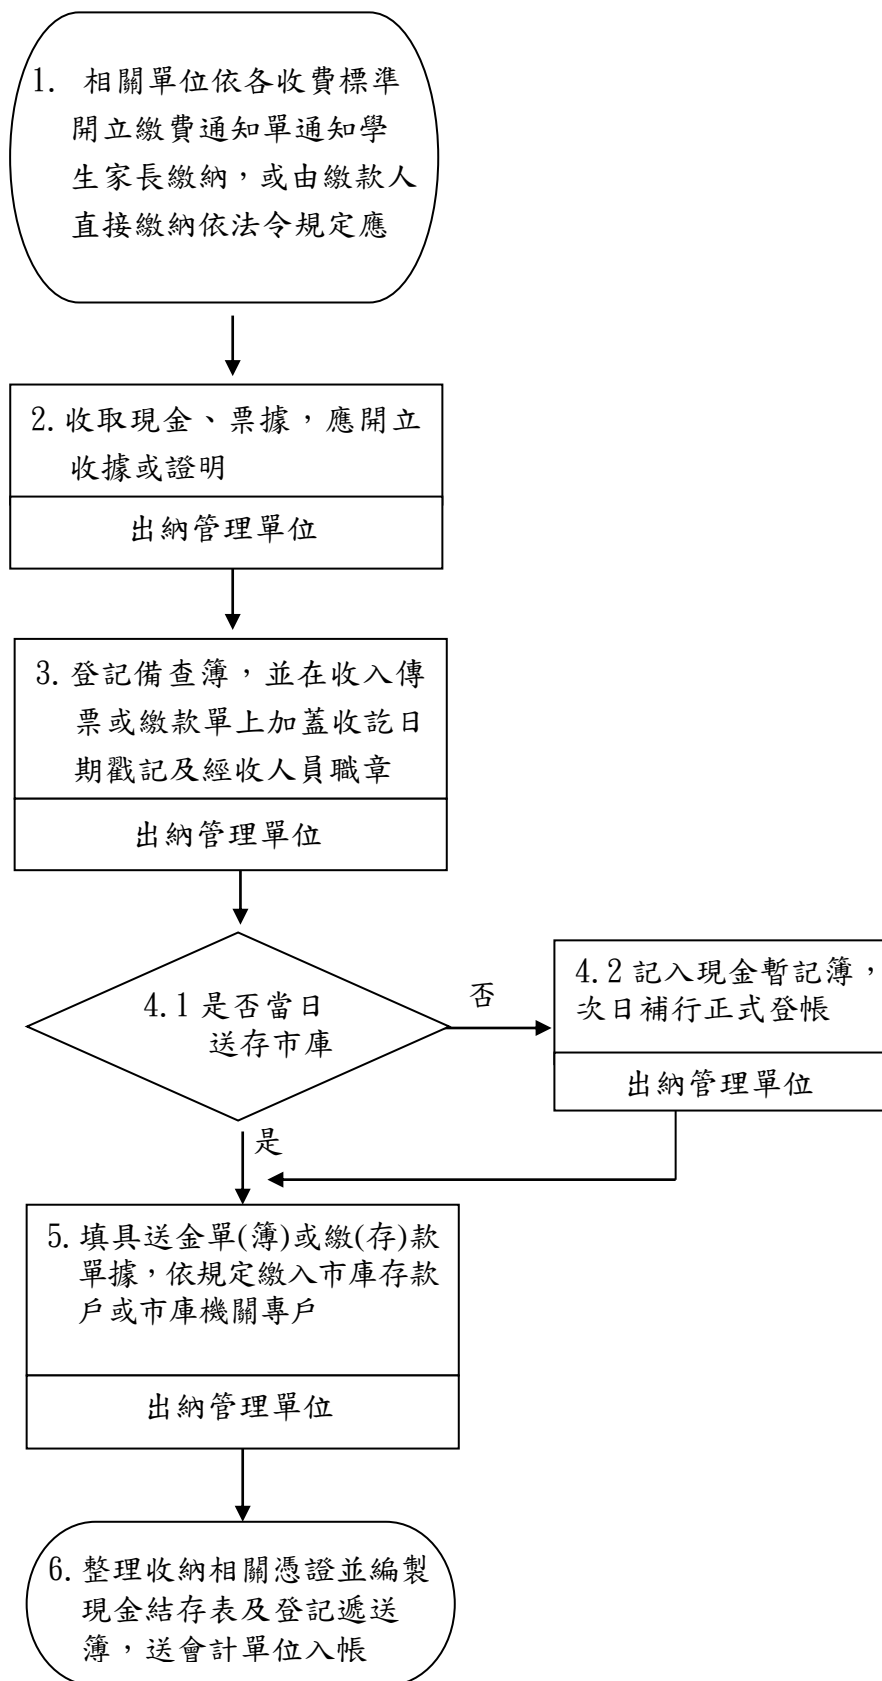 1. 相關單位依各收費標準
開立繳費通知單通知學
生家長繳納，或由繳款人
直接繳納依法令規定應
2. 收取現金、票據，應開立
收據或證明
出納管理單位
3. 登記備查簿，並在收入傳
票或繳款單上加蓋收訖日
期戳記及經收人員職章
出納管理單位
4.1 是否當日
送存市庫
否
4.2 記入現金暫記簿，
次日補行正式登帳
出納管理單位
是
5. 填具送金單(簿)或繳(存)款
單據，依規定繳入市庫存款
戶或市庫機關專戶
出納管理單位
6. 整理收納相關憑證並編製
現金結存表及登記遞送
簿，送會計單位入帳